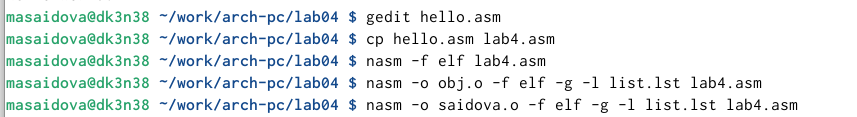 masaidova@dk3n38 ~/work/arch-pc/lab04 $ gedit hello.asm
masaidova@dk3n38 ~/work/arch-pc/lab04 $ cp hello.asm lab4.asm
masaidova@dk3n38 ~/work/arch-pc/lab04 $ nasm -f elf lab4.asm
masaidova@dk3n38 ~/work/arch-pc/lab04 $ nasm -o obj.o -f elf -g -l list.lst lab4.asm
masaidova@dk3n38 ~/work/arch-pc/lab04 $ nasm -o saidova.o -f elf -g -l list.lst lab4.asm